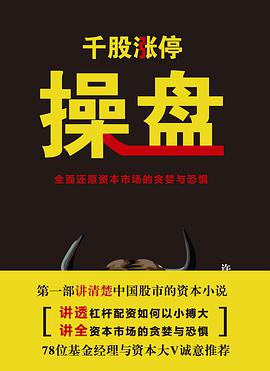 千股涨停
操盘
全面还原资本市场的贪婪与恐惧
许
第一部讲清楚中国股市的资本小说
讲透杠杆配资如何以小搏大
讲全资本市场的贪婪与恐惧
78位基金经理与资本大V诚意推荐